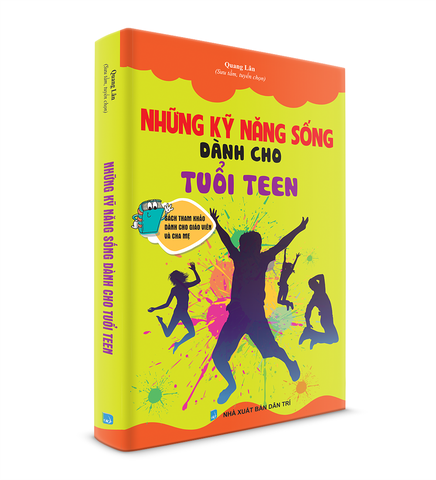 Quang Lân
(Sưu tầm, tuyển chọn)
NHỮNG KỸ NĂNG SỐNG DÀNH CHO TUỔI TEEN
Quang Lân
(Sưu tầm, tuyển chọn)
NHỮNG KỸ NĂNG SỐNG
DÀNH CHO
TUỔI TEEN
SÁCH THAM KHẢO
DÀNH CHO GIÁO VIÊN
VÀ CHA MẸ
NHÀ XUẤT BẢN DÂN TRÍ